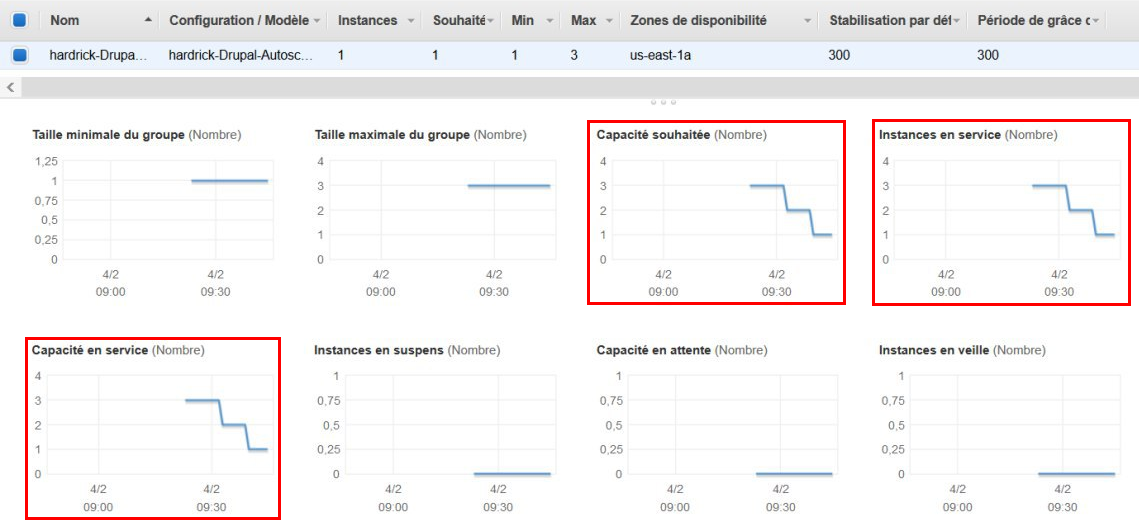 Nom Configuration / Modèle Instances Souhaité Min Max Zones de disponibilité Stabilisation par déf Période de grâce c
hardrick-Drupa... hardrick-Drupal-Autosc... 1 1 1 3 us-east-1a 300 300
Taille minimale du groupe (Nombre) Taille maximale du groupe (Nombre) Capacité souhaitée (Nombre) Instances en service (Nombre)
1,25 4 4 4
1 3 3 3
0,75
0,5 2 2 2
0,25 1 1 1
0 0 0 0
4/2 4/2 4/2 4/2 4/2 4/2 4/2 4/2
09:00 09:30 09:00 09:30 09:00 09:30 09:00 09:30
Capacité en service (Nombre) Instances en suspens (Nombre) Capacité en attente (Nombre) Instances en veille (Nombre)
4 1 1 1
3 0,75 0,75 0,75
2 0,5 0,5 0,5
1 0,25 0,25 0,25
0 0 0 0
4/2 4/2 4/2 4/2 4/2 4/2 4/2 4/2
09:00 09:30 09:00 09:30 09:00 09:30 09:00 09:30